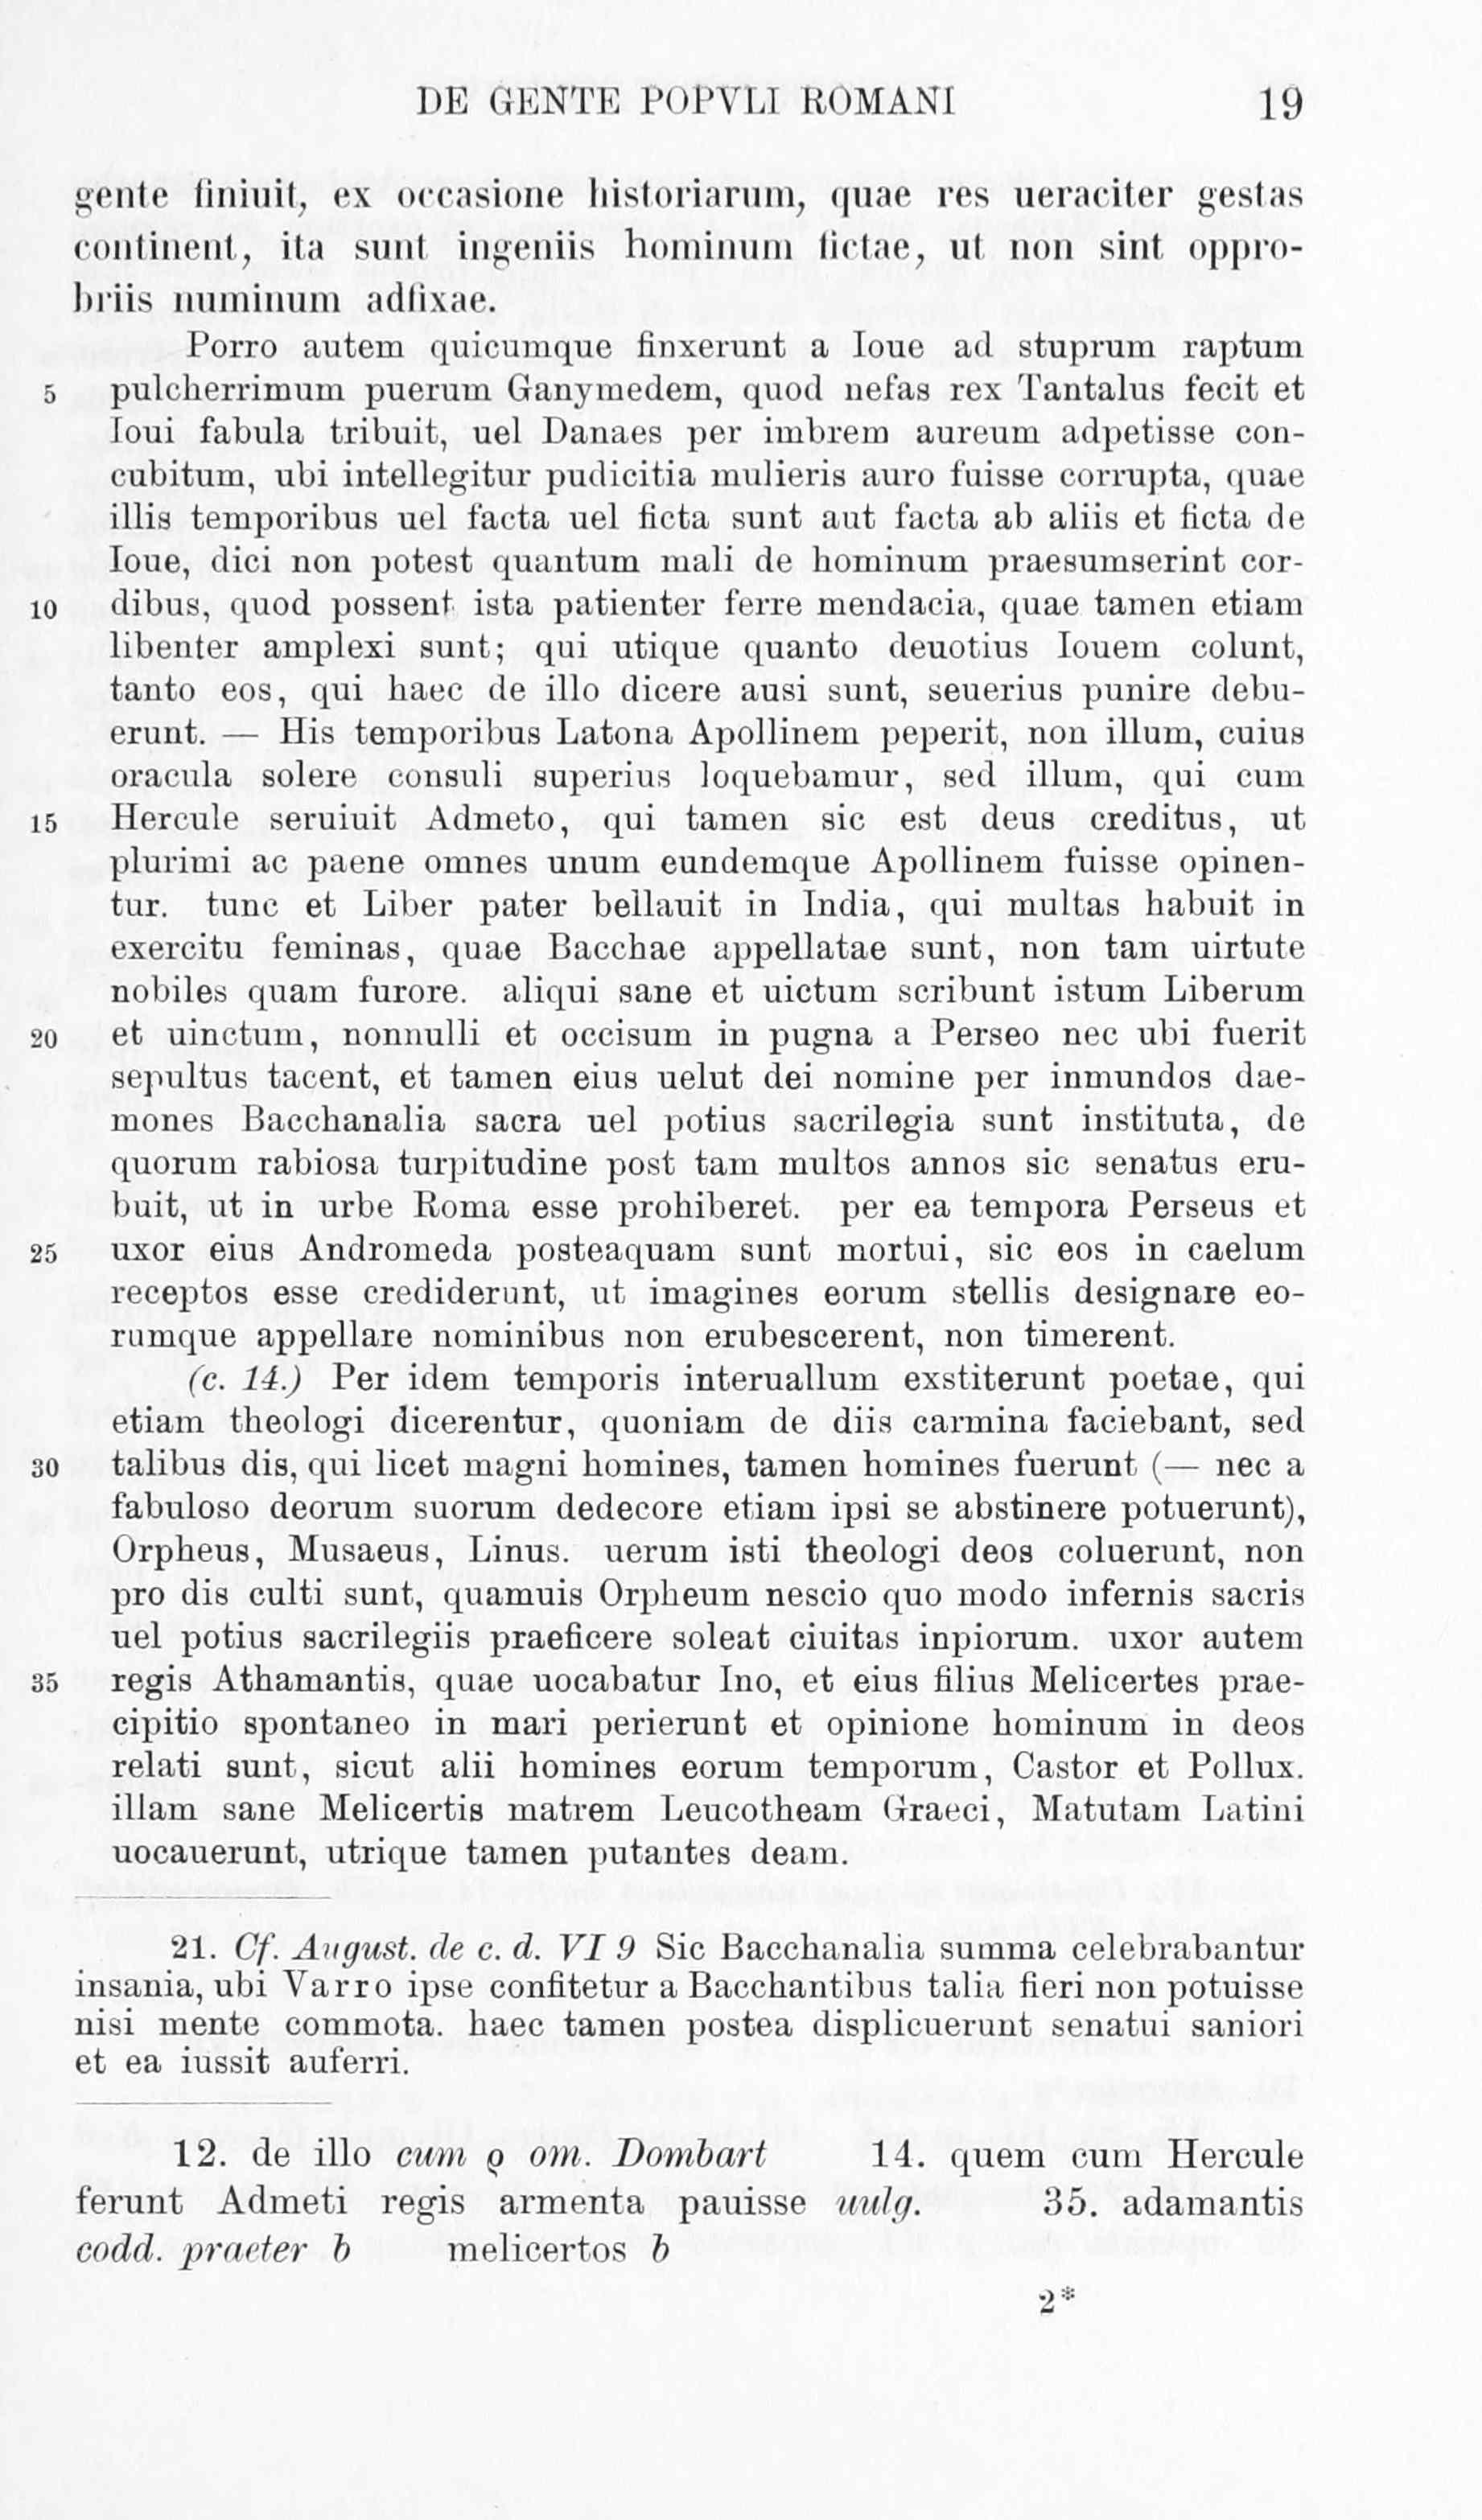 DE GENTE POPVLI ROMANI 19
gente finiuit, ex occasione historiarum, quae res ueraciter gestas
continent, ita sunt ingeniis hominum fictae, ut non sint oppro-
briis numinum adfixae.
Porro autem quicumque finxerunt a Ioue ad stuprum raptum
5 pulcherrimum puerum Ganymedem, quod nefas rex Tantalus fecit et
Ioui fabula tribuit, uel Danaes per imbrem aureum adpetisse con-
cubitum, ubi intellegitur pudicitia mulieris auro fuisse corrupta, quae
illis temporibus uel facta uel ficta sunt aut facta ab aliis et ficta de
Ioue, dici non potest quantum mali de hominum praesumserint cor-
10 dibus, quod possent ista patienter ferre mendacia, quae tamen etiam
libenter amplexi sunt; qui utique quanto deuotius Iouem colunt,
tanto eos, qui haec de illo dicere ausi sunt, seuerius punire debu-
erunt. — His temporibus Latona Apollinem peperit, non illum, cuius
oracula solere consuli superius loquebamur, sed illum, qui cum
15 Hercule seruiuit Admeto, qui tamen sic est deus creditus, ut
plurimi ac paene omnes unum eundemque Apollinem fuisse opinen-
tur. tunc et Liber pater bellauit in India, qui multas habuit in
exercitu feminas, quae Bacchae appellatae sunt, non tam uirtute
nobiles quam furore. aliqui sane et uictum scribunt istum Liberum
20 et uinctum, nonnulli et occisum in pugna a Perseo nec ubi fuerit
sepultus tacent, et tamen eius uelut dei nomine per inmundos dae-
mones Bacchanalia sacra uel potius sacrilegia sunt instituta, de
quorum rabiosa turpitudine post tam multos annos sic senatus eru-
buit, ut in urbe Roma esse prohiberet. per ea tempora Perseus et
25 uxor eius Andromeda posteaquam sunt mortui, sic eos in caelum
receptos esse crediderunt, ut imagines eorum stellis designare eo-
rumque appellare nominibus non erubescerent, non timerent.
(c. 14.) Per idem temporis interuallum exstiterunt poetae, qui
etiam theologi dicerentur, quoniam de diis carmina faciebant, sed
30 talibus dis, qui licet magni homines, tamen homines fuerunt (— nec a
fabuloso deorum suorum dedecore etiam ipsi se abstinere potuerunt),
Orpheus, Musaeus, Linus. uerum isti theologi deos coluerunt, non
pro dis culti sunt, quamuis Orpheum nescio quo modo infernis sacris
uel potius sacrilegiis praeficere soleat ciuitas inpiorum. uxor autem
35 regis Athamantis, quae uocabatur Ino, et eius filius Melicertes prae-
cipitio spontaneo in mari perierunt et opinione hominum in deos
relati sunt, sicut alii homines eorum temporum, Castor et Pollux.
illam sane Melicertis matrem Leucotheam Graeci, Matutam Latini
uocauerunt, utrique tamen putantes deam.
21. Cf. August. de c. d. VI 9 Sic Bacchanalia summa celebrabantur
insania, ubi Varro ipse confitetur a Bacchantibus talia fieri non potuisse
nisi mente commota. haec tamen postea displicuerunt senatui saniori
et ea iussit auferri.
12. de illo cum ϱ om. Dombart 14. quem cum Hercule
ferunt Admeti regis armenta pauisse uulg. 35. adamantis
codd. praeter b melicertos b
2*